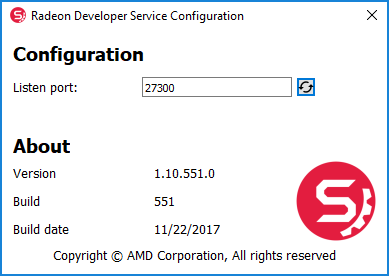 Radeon Developer Service Configuration
Configuration
Listen port: 27300
About
Version 1.10.551.0
Build 551
Build date 11/22/2017
Copyright © AMD Corporation, All rights reserved